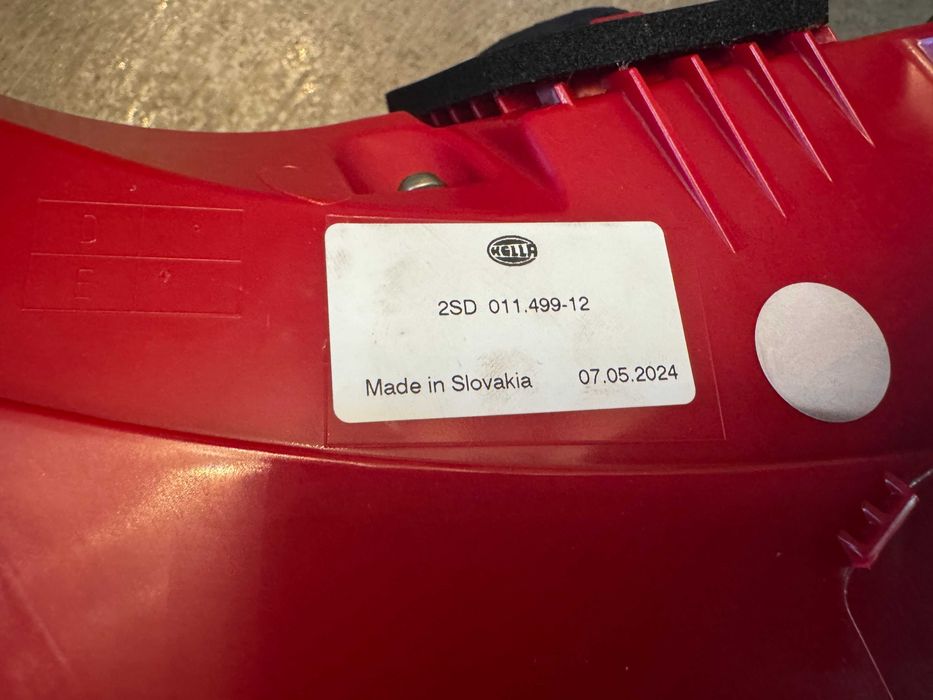 HELLA
2SD 011.499-12
Made in Slovakia 07.05.2024
D
E